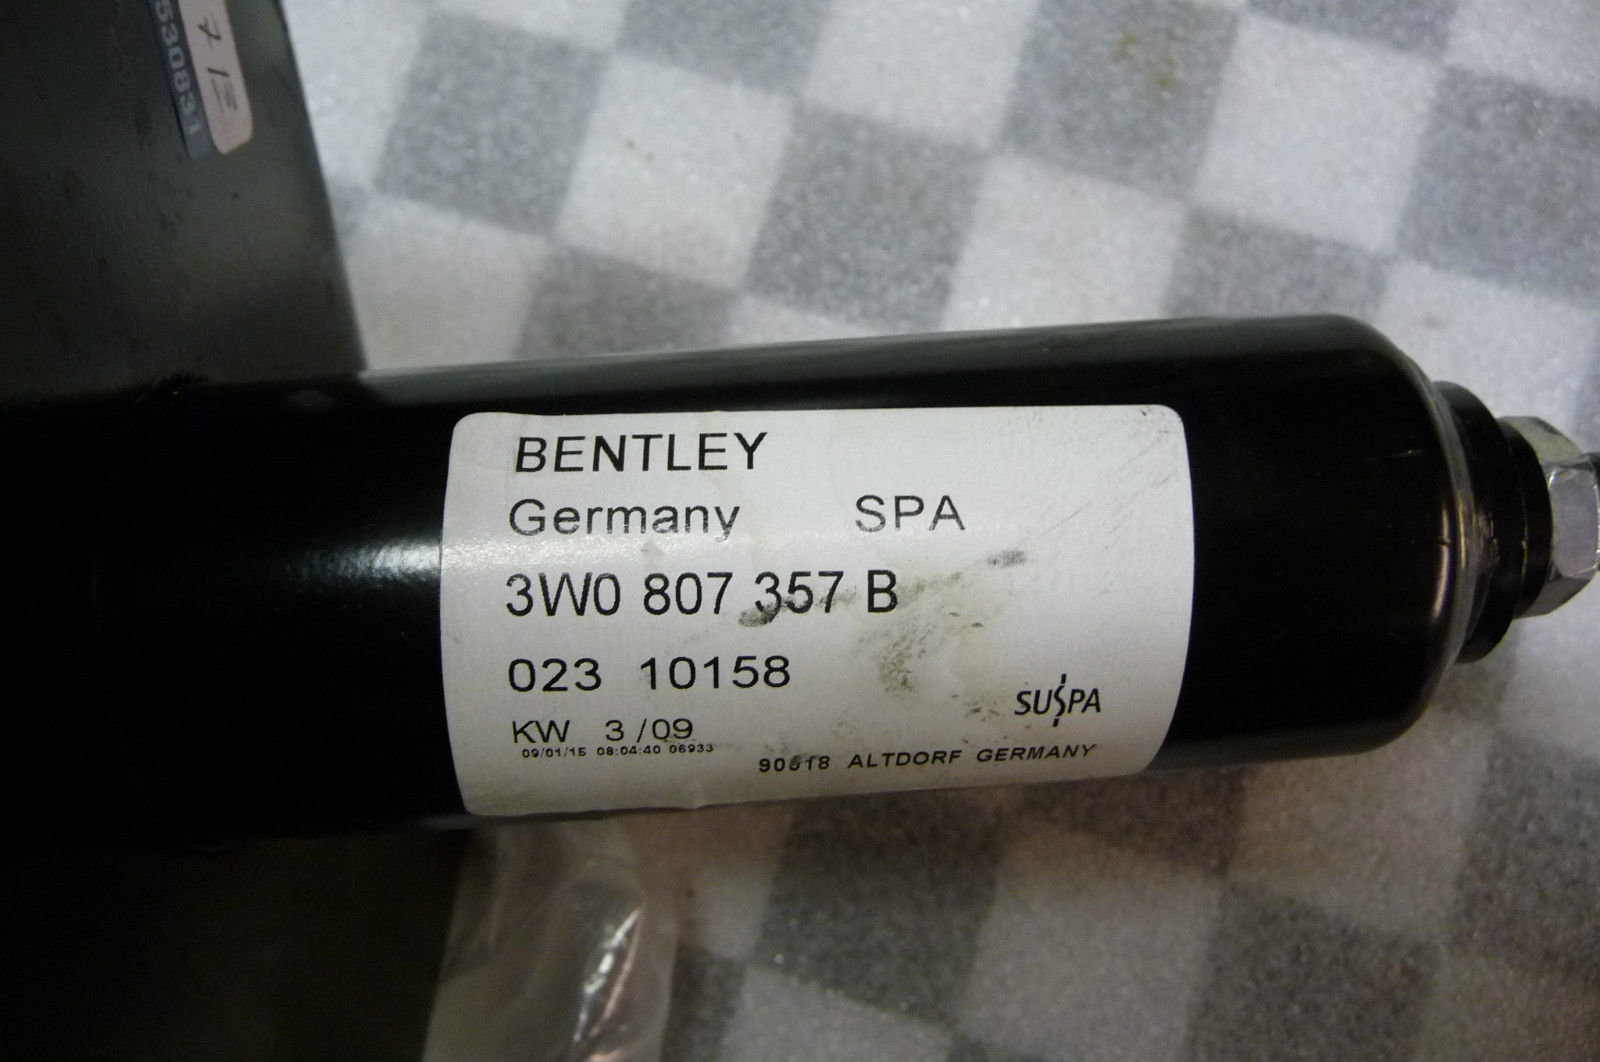 5308831
BENTLEY
Germany SPA
3W0 807 357 B
023 10158
KW 3/09
09/01/15 08:04:40 06933
SUSPA
90518 ALTDORF GERMANY